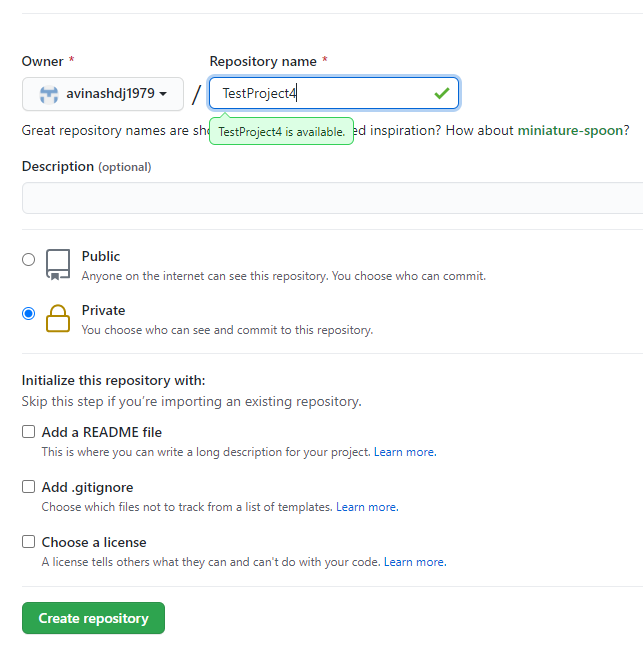 Owner * Repository name *
avinashdj1979 / TestProject4
Great repository names are sho ed inspiration? How about miniature-spoon?
TestProject4 is available.
Description (optional)
Public
Anyone on the internet can see this repository. You choose who can commit.
Private
You choose who can see and commit to this repository.
Initialize this repository with:
Skip this step if you're importing an existing repository.
Add a README file
This is where you can write a long description for your project. Learn more.
Add .gitignore
Choose which files not to track from a list of templates. Learn more.
Choose a license
A license tells others what they can and can't do with your code. Learn more.
Create repository